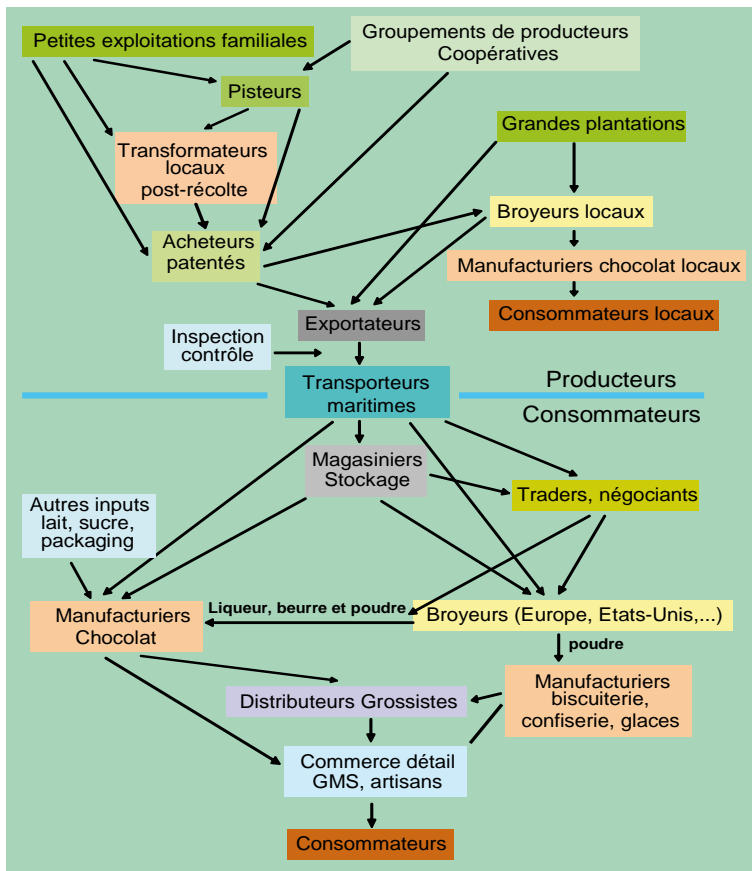 Petites exploitations familiales
Groupements de producteurs
Coopératives
Pisteurs
Grandes plantations
Transformateurs
locaux
post-récolte
Broyeurs locaux
Acheteurs
patentés
Manufacturiers chocolat locaux
Consommateurs locaux
Exportateurs
Inspection
contrôle
Transporteurs
maritimes
Producteurs
Consommateurs
Magasiniers
Stockage
Traders, négociants
Autres inputs
lait, sucre,
packaging
Manufacturiers
Chocolat
Liqueur, beurre et poudre
Broyeurs (Europe, Etats-Unis,...)
poudre
Manufacturiers
biscuiterie,
confiserie, glaces
Distributeurs Grossistes
Commerce détail
GMS, artisans
Consommateurs